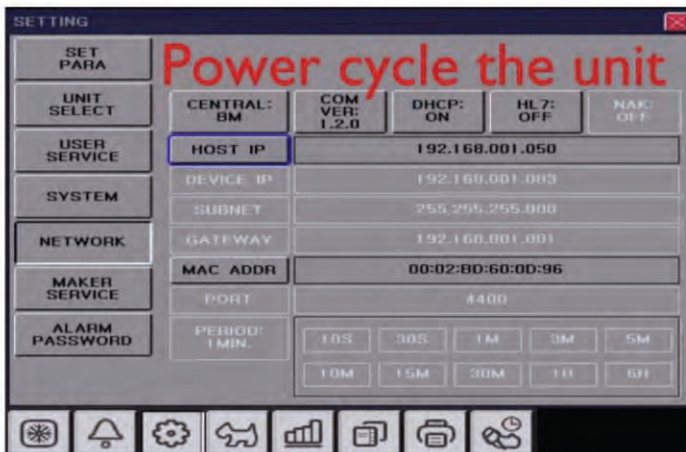 SETTING
SET
PARA
UNIT
SELECT
USER
SERVICE
SYSTEM
NETWORK
MAKER
SERVICE
ALARM
PASSWORD
Power cycle the unit
CENTRAL:
BM
COM
VER:
1.2.0
DHCP:
ON
HL7:
OFF
NAK:
OFF
HOST IP 192.168.001.050
DEVICE IP 192.168.001.003
SUBNET 255.255.255.000
GATEWAY 192.168.001.001
MAC ADDR 00:02:BD:60:0D:96
PORT 4400
PERIOD:
1MIN.
10S 30S 1M 3M 5M
10M 15M 30M 1H 6H